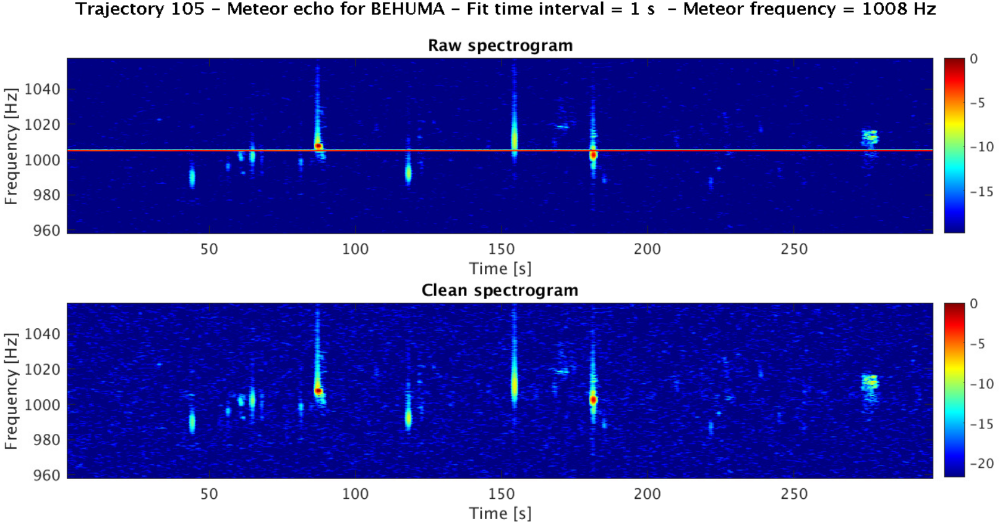 Trajectory 105 - Meteor echo for BEHUMA - Fit time interval = 1 s  - Meteor frequency = 1008 Hz
Raw spectrogram
Frequency [Hz]
1040
1020
1000
980
960
50 100 150 200 250
Time [s]
0
-5
-10
-15
Clean spectrogram
Frequency [Hz]
1040
1020
1000
980
960
50 100 150 200 250
Time [s]
0
-5
-10
-15
-20